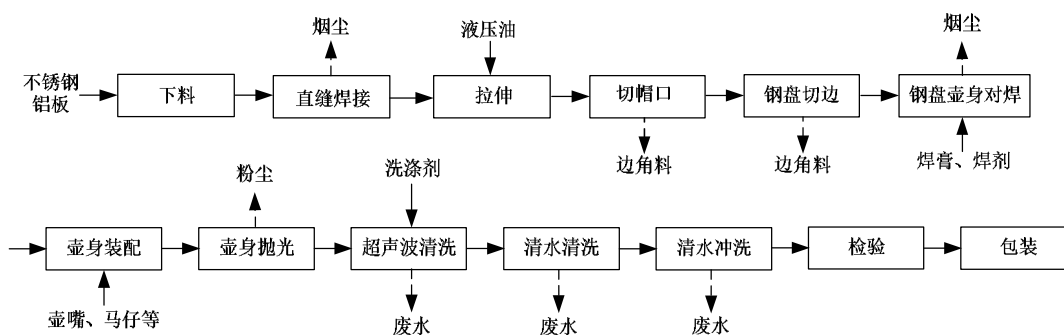 烟尘
液压油
烟尘
不锈钢
铝板
下料
直缝焊接
拉伸
切帽口
钢盘切边
钢盘壶身对焊
边角料
边角料
焊膏、焊剂
粉尘
洗涤剂
壶身装配
壶身抛光
超声波清洗
清水清洗
清水冲洗
检验
包装
壶嘴、马仔等
废水
废水
废水